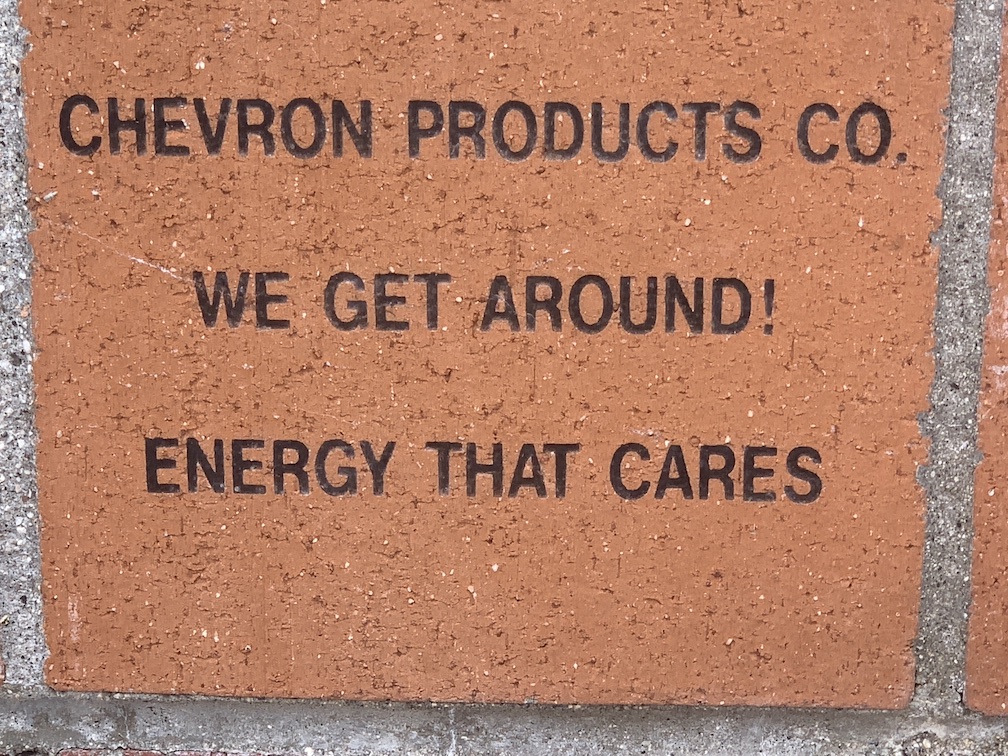 CHEVRON PRODUCTS CO.
WE GET AROUND!
ENERGY THAT CARES